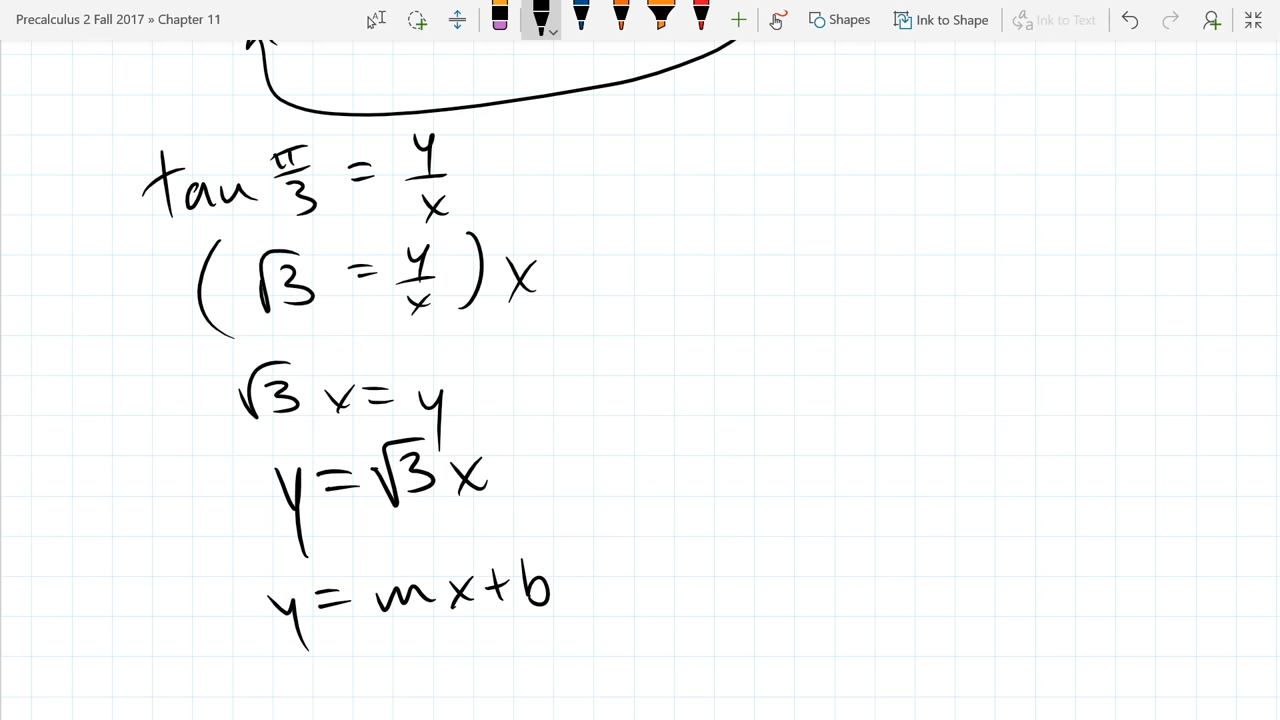 Precalculus 2 Fall 2017 » Chapter 11
Shapes
Ink to Shape
Ink to Text
tan π/3 = y/x
( √3 = y/x ) x
√3 x = y
y = √3 x
y = mx + b